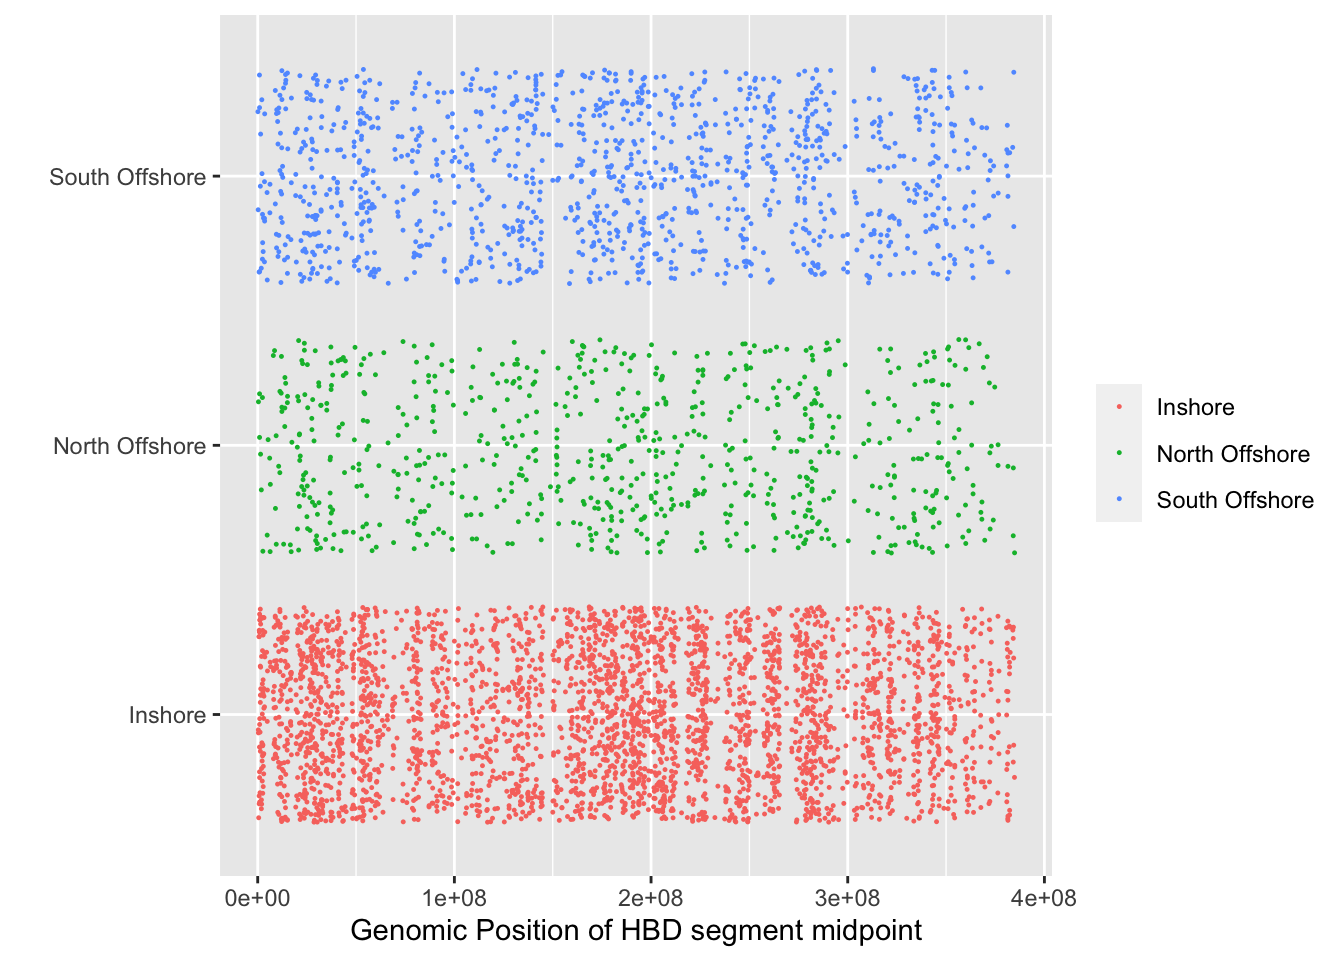 South Offshore
North Offshore
Inshore
0e+00
1e+08
2e+08
3e+08
4e+08
Genomic Position of HBD segment midpoint
Inshore
North Offshore
South Offshore